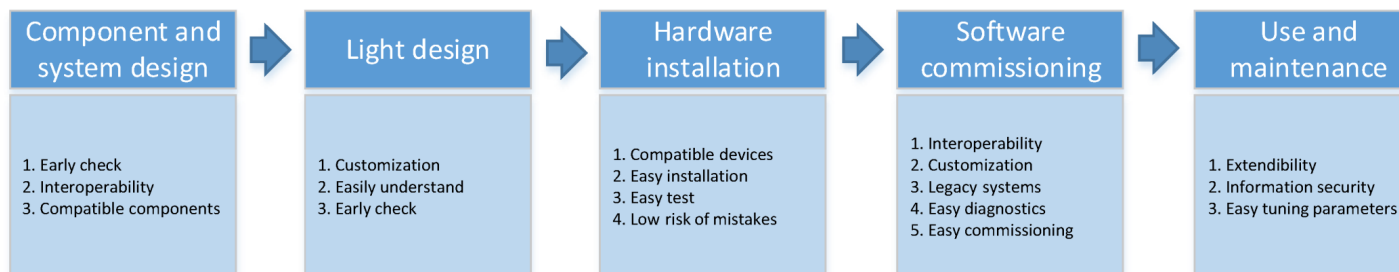 Component and
system design
Light design
Hardware
installation
Software
commissioning
Use and
maintenance
1. Early check
2. Interoperability
3. Compatible components
1. Customization
2. Easily understand
3. Early check
1. Compatible devices
2. Easy installation
3. Easy test
4. Low risk of mistakes
1. Interoperability
2. Customization
3. Legacy systems
4. Easy diagnostics
5. Easy commissioning
1. Extendibility
2. Information security
3. Easy tuning parameters